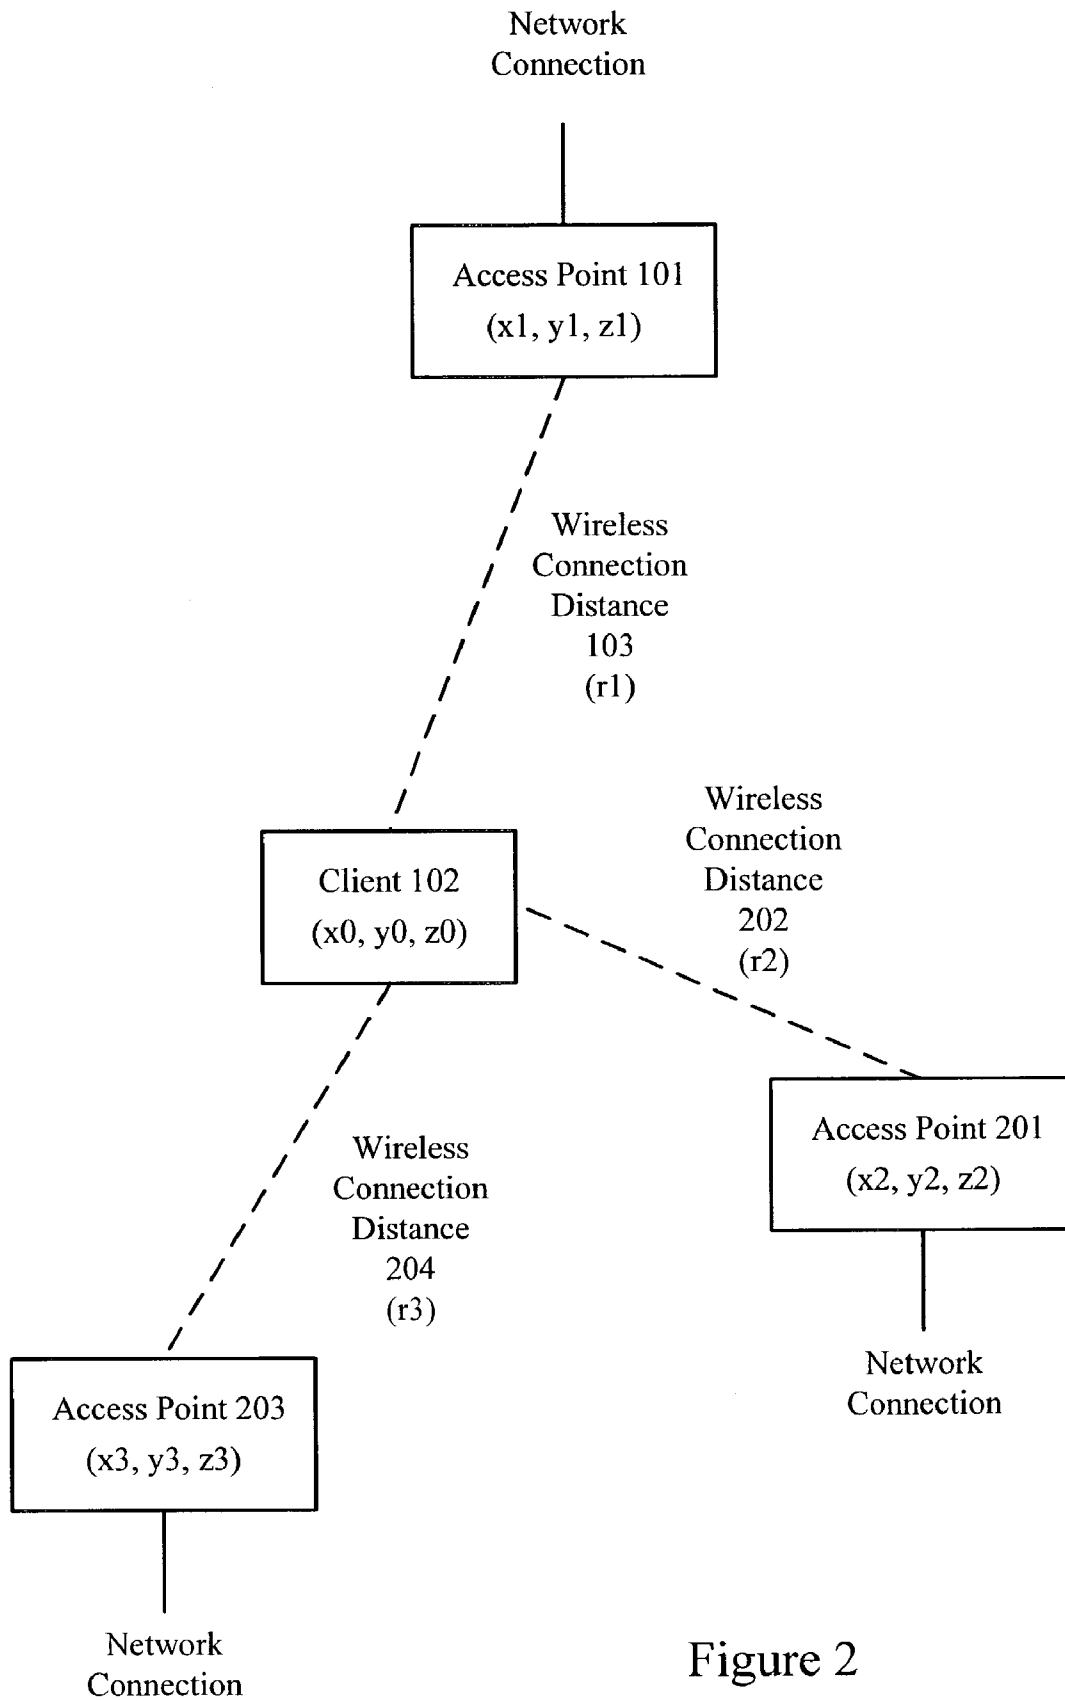 Network
Connection
Access Point 101
(x1, y1, z1)
Wireless
Connection
Distance
103
(r1)
Wireless
Connection
Distance
202
(r2)
Client 102
(x0, y0, z0)
Access Point 201
(x2, y2, z2)
Wireless
Connection
Distance
204
(r3)
Network
Connection
Access Point 203
(x3, y3, z3)
Network
Connection
Figure 2